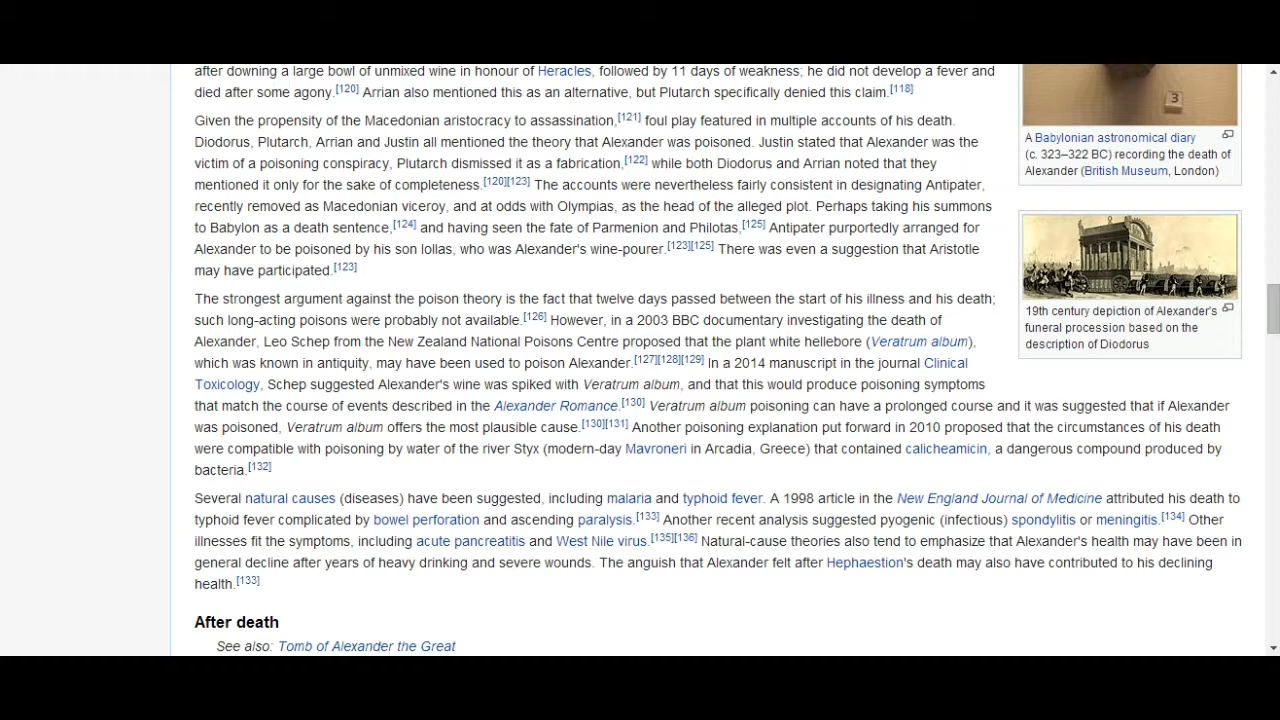 after downing a large bowl of unmixed wine in honour of Heracles, followed by 11 days of weakness; he did not develop a fever and
died after some agony.[120] Arrian also mentioned this as an alternative, but Plutarch specifically denied this claim.[118]
Given the propensity of the Macedonian aristocracy to assassination,[121] foul play featured in multiple accounts of his death.
Diodorus, Plutarch, Arrian and Justin all mentioned the theory that Alexander was poisoned. Justin stated that Alexander was the
victim of a poisoning conspiracy, Plutarch dismissed it as a fabrication,[122] while both Diodorus and Arrian noted that they
mentioned it only for the sake of completeness.[120][123] The accounts were nevertheless fairly consistent in designating Antipater,
recently removed as Macedonian viceroy, and at odds with Olympias, as the head of the alleged plot. Perhaps taking his summons
to Babylon as a death sentence,[124] and having seen the fate of Parmenion and Philotas,[125] Antipater purportedly arranged for
Alexander to be poisoned by his son Iollas, who was Alexander's wine-pourer.[123][125] There was even a suggestion that Aristotle
may have participated.[123]
The strongest argument against the poison theory is the fact that twelve days passed between the start of his illness and his death;
such long-acting poisons were probably not available.[126] However, in a 2003 BBC documentary investigating the death of
Alexander, Leo Schep from the New Zealand National Poisons Centre proposed that the plant white hellebore (Veratrum album),
which was known in antiquity, may have been used to poison Alexander.[127][128][129] In a 2014 manuscript in the journal Clinical
Toxicology, Schep suggested Alexander's wine was spiked with Veratrum album, and that this would produce poisoning symptoms
that match the course of events described in the Alexander Romance.[130] Veratrum album poisoning can have a prolonged course and it was suggested that if Alexander
was poisoned, Veratrum album offers the most plausible cause.[130][131] Another poisoning explanation put forward in 2010 proposed that the circumstances of his death
were compatible with poisoning by water of the river Styx (modern-day Mavroneri in Arcadia, Greece) that contained calicheamicin, a dangerous compound produced by
bacteria.[132]
Several natural causes (diseases) have been suggested, including malaria and typhoid fever. A 1998 article in the New England Journal of Medicine attributed his death to
typhoid fever complicated by bowel perforation and ascending paralysis.[133] Another recent analysis suggested pyogenic (infectious) spondylitis or meningitis.[134] Other
illnesses fit the symptoms, including acute pancreatitis and West Nile virus.[135][136] Natural-cause theories also tend to emphasize that Alexander's health may have been in
general decline after years of heavy drinking and severe wounds. The anguish that Alexander felt after Hephaestion's death may also have contributed to his declining
health.[133]
After death
See also: Tomb of Alexander the Great
3
A Babylonian astronomical diary
(c. 323–322 BC) recording the death of
Alexander (British Museum, London)
19th century depiction of Alexander's
funeral procession based on the
description of Diodorus